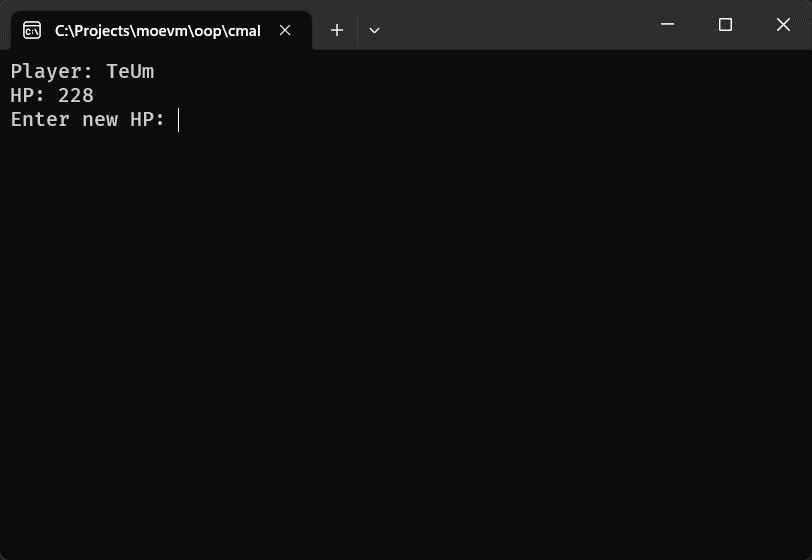 C:\Projects\moevm\oop\cmal
Player: TeUm
HP: 228
Enter new HP: